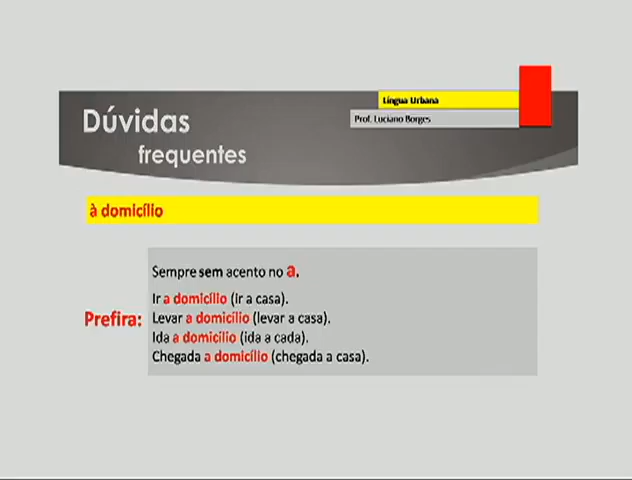 Língua Urbana
Prof. Luciano Borges
Dúvidas
frequentes
à domicílio
Sempre sem acento no a.
Ir a domicílio (ir a casa).
Prefira: Levar a domicílio (levar a casa).
Ida a domicílio (ida a cada).
Chegada a domicílio (chegada a casa).